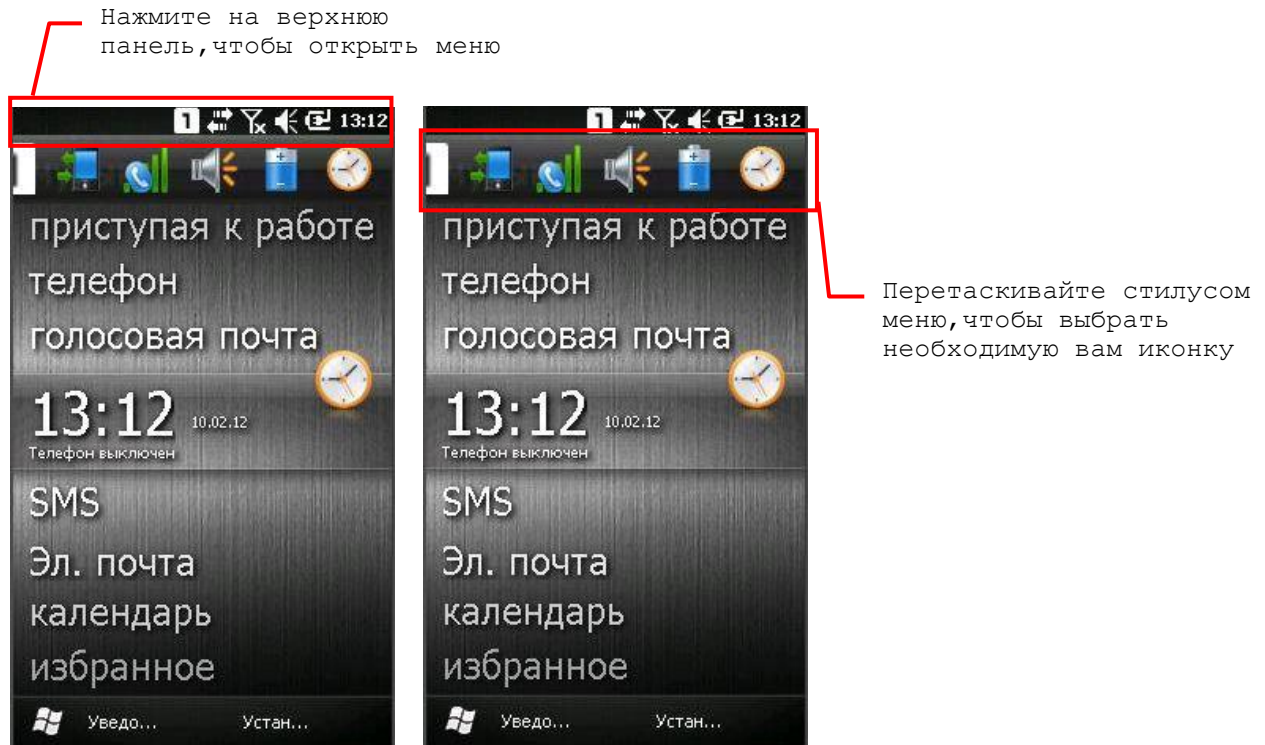 Нажмите на верхнюю
панель,чтобы открыть меню
1 13:12
приступая к работе
телефон
голосовая почта
13:12 10.02.12
Телефон выключен
SMS
Эл. почта
календарь
избранное
Уведо... Устан...
1 13:12
приступая к работе
телефон
голосовая почта
13:12 10.02.12
Телефон выключен
SMS
Эл. почта
календарь
избранное
Уведо... Устан...
Перетаскивайте стилусом
меню,чтобы выбрать
необходимую вам иконку